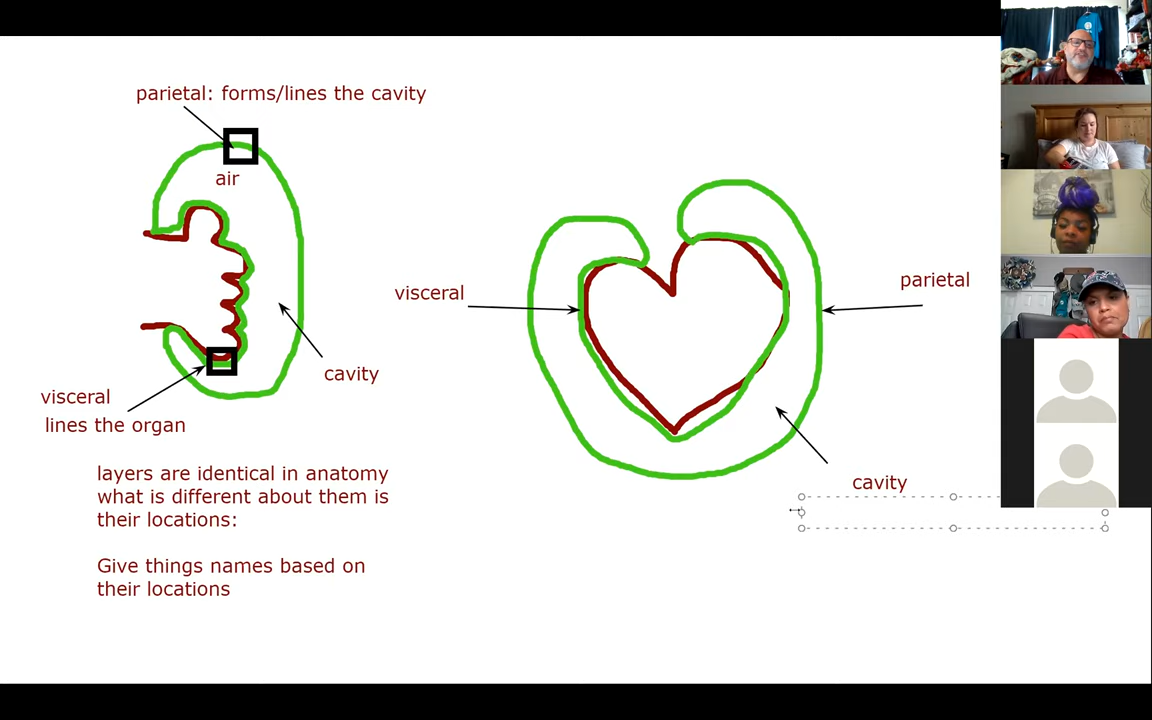 parietal: forms/lines the cavity
air
visceral
parietal
cavity
visceral
lines the organ
cavity
layers are identical in anatomy
what is different about them is
their locations:
Give things names based on
their locations